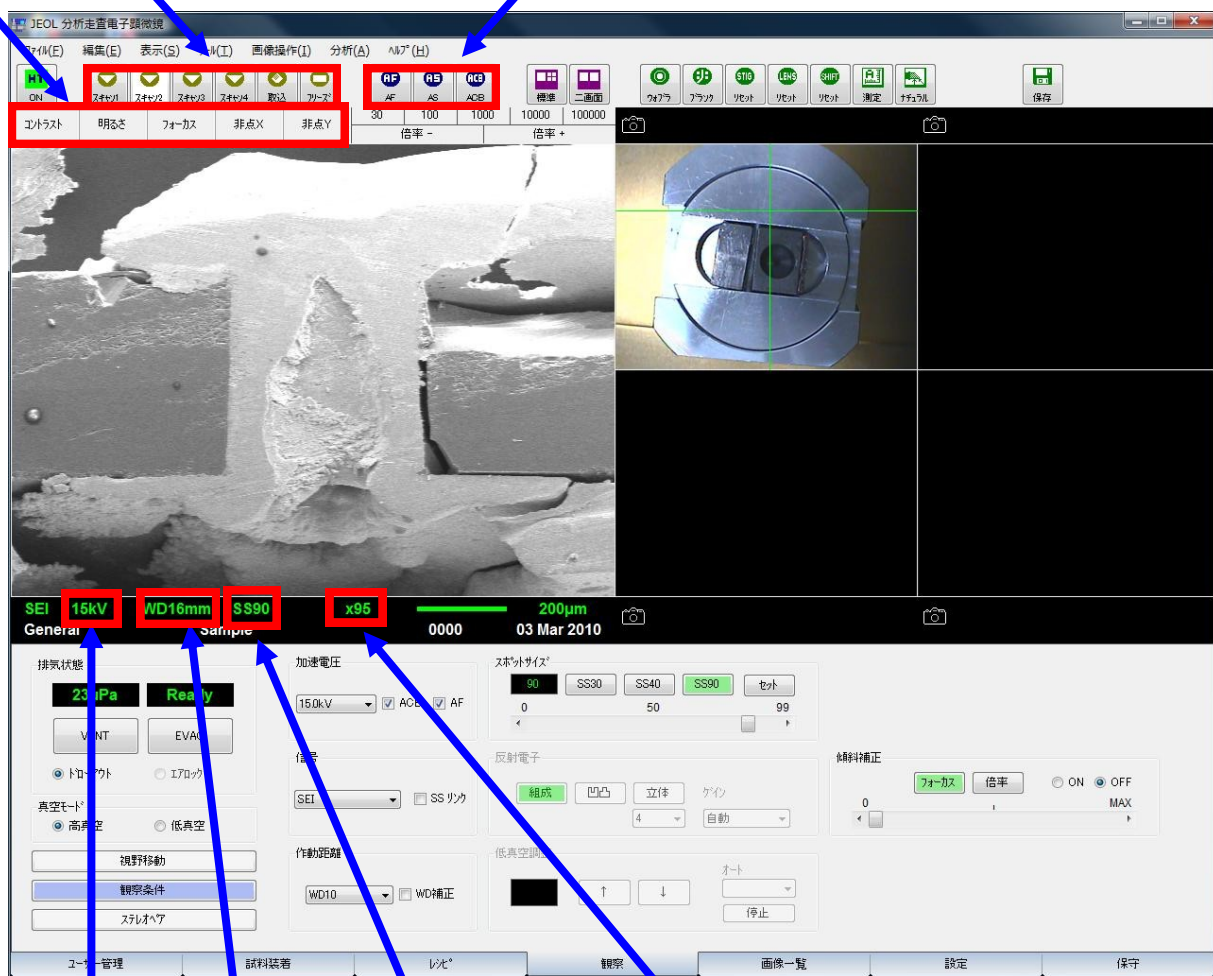 JEOL 分析走査電子顕微鏡
ファイル(F) 編集(E) 表示(S) 画像操作(I) 分析(A) ヘルプ(H)
HT スキャン1 スキャン2 スキャン3 スキャン4 取込 フリーズ AF AS ACB
ON AF AS ACB 標準 二画面 ウォブラ ブランク STIG リセット LENS リセット SHIFT リセット 測定 ナチュラル 保存
コントラスト 明るさ フォーカス 非点X 非点Y
30 100 1000 10000 100000
倍率 - 倍率 +
SEI 15kV WD16mm SS90 x95 200µm
General Sample 0000 03 Mar 2010
排気状態 加速電圧 スポットサイズ
Ready 90 SS30 SS40 SS90 セット
15.0kV AF 0 50 99
VENT EVAC
信号 反射電子 傾斜補正
ドローアウト エアロック フォーカス 倍率 ON OFF
SEI SS リンク 組成 凹凸 立体 ゲイン 0 MAX
真空モード 4 自動
高真空 低真空
視野移動 作動距離 低真空調整 オート
観察条件 WD10 WD補正 ↑ ↓
ステレオペア 停止
ユーザー管理 試料装着 レシピ 観察 画像一覧 設定 保守